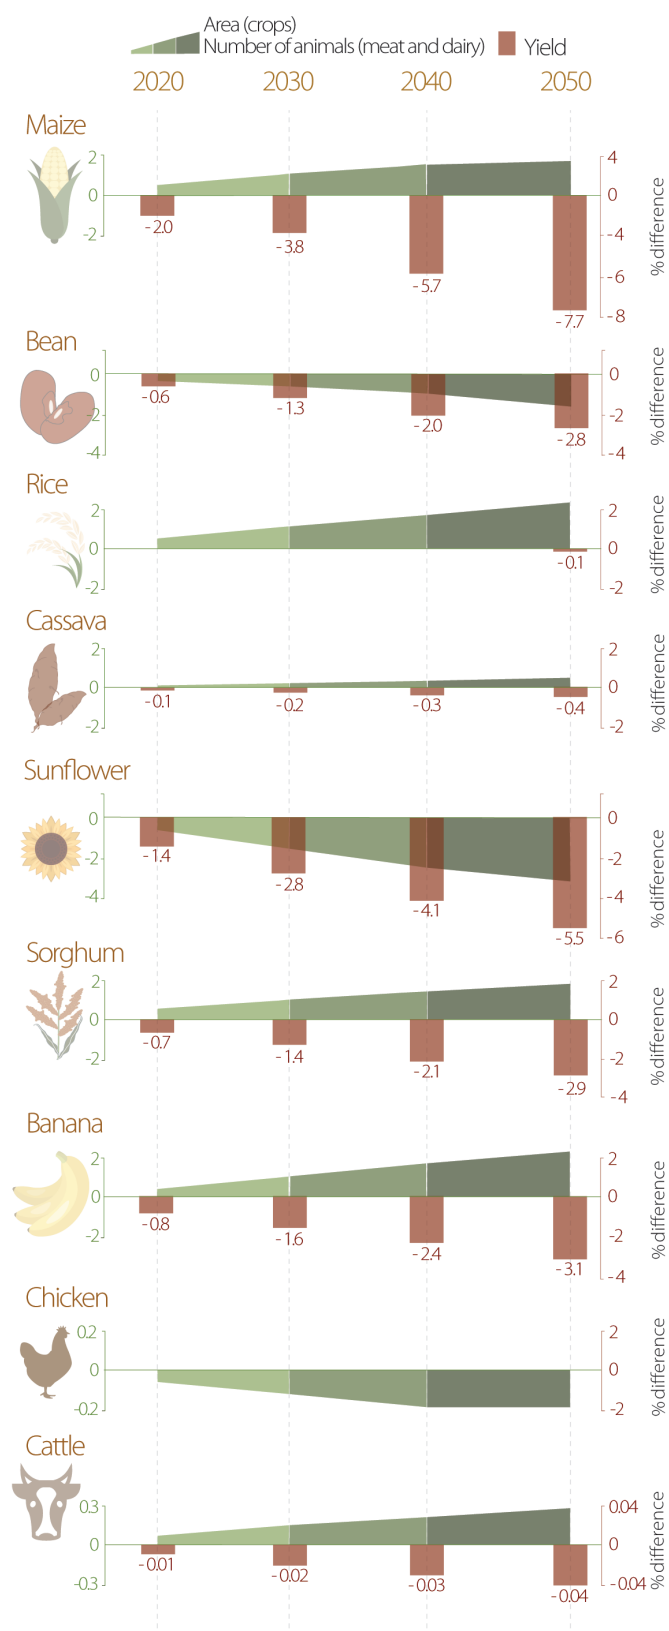 Area (crops)
Number of animals (meat and dairy)
Yield
2020 2030 2040 2050
Maize
2 4
0 0
-2.0
-2 -4
-3.8
-6
-5.7
-8
-7.7
%difference
Bean
0 0
-0.6
-1.3
-2 -2
-2.0
-2.8
-4 -4
%difference
Rice
2 2
0 0
-0.1
-2 -2
%difference
Cassava
2 2
0 0
-0.1
-0.2
-0.3
-0.4
-2 -2
%difference
Sunflower
0 0
-1.4
-2 -2
-2.8
-4 -4
-4.1
-5.5
-6
%difference
Sorghum
2 2
0 0
-0.7
-1.4
-2 -2
-2.1
-2.9
-4
%difference
Banana
2 2
0 0
-0.8
-1.6
-2 -2
-2.4
-3.1
-4
%difference
Chicken
0.2 2
0 0
-0.2 -2
%difference
Cattle
0.3 0.04
0 0
-0.01
-0.02
-0.03
-0.3 -0.04
-0.04
%difference